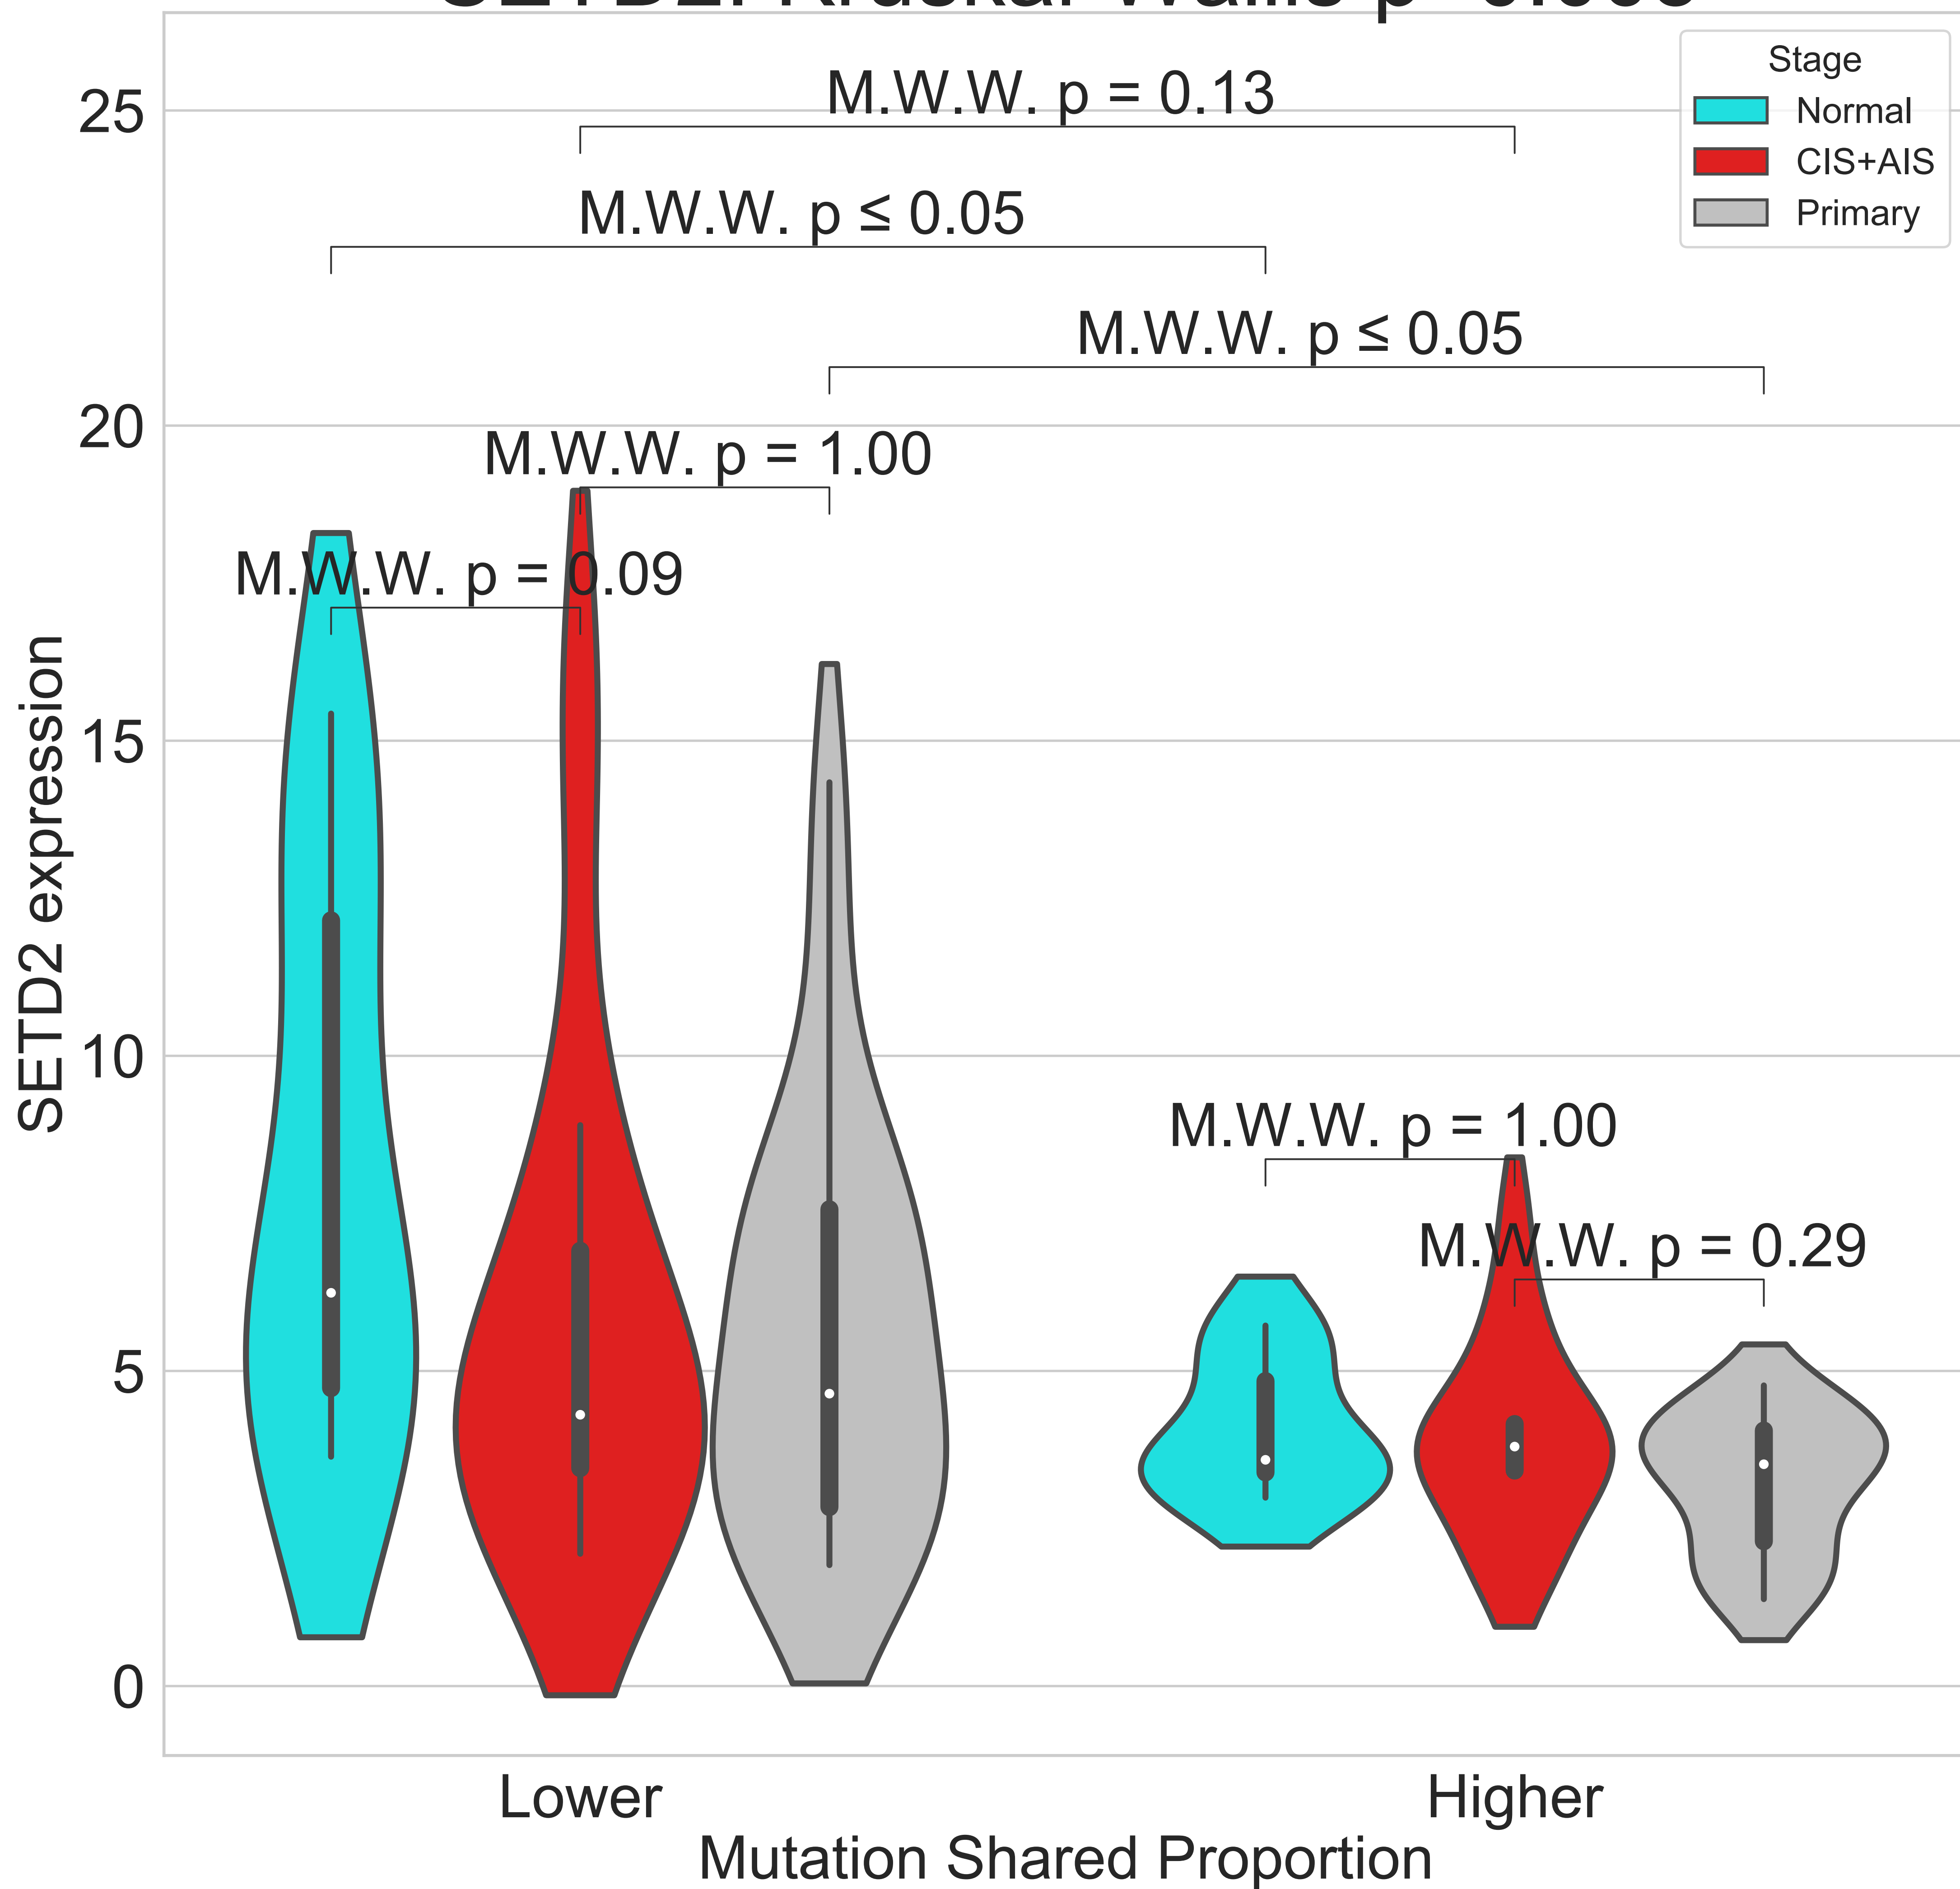 Stage
Normal
CIS+AIS
Primary
M.W.W. p = 0.13
M.W.W. p ≤ 0.05
M.W.W. p ≤ 0.05
M.W.W. p = 1.00
M.W.W. p = 0.09
M.W.W. p = 1.00
M.W.W. p = 0.29
25
20
15
10
5
0
SETD2 expression
Lower
Higher
Mutation Shared Proportion